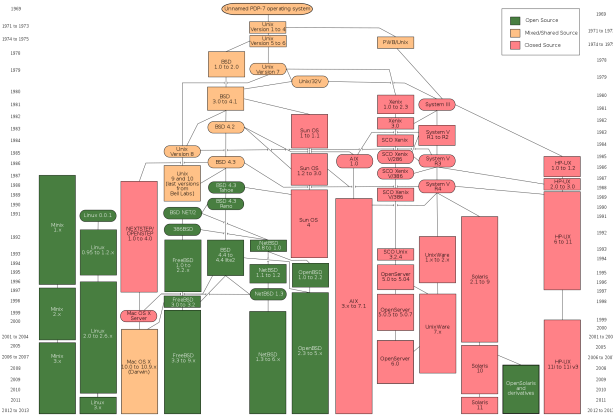 1969
Unnamed PDP-7 operating system
1969
Open Source
Mixed/Shared Source
Closed Source
1971 to 1973
Unix
Version 1 to 4
1974 to 1975
Unix
Version 5 to 6
PWB/Unix
1978
BSD
1.0 to 2.0
1979
Unix
Version 7
Unix/32V
1980
BSD
3.0 to 4.1
Xenix
1.0 to 2.3
System III
1981
1982
Xenix
3.0
1983
BSD 4.2
Sun OS
1 to 1.1
System V
R1 to R2
1984
SCO Xenix
1985
Unix
Version 8
SCO Xenix
V/286
System V
R3
1986
BSD 4.3
AIX
1.0
HP-UX
1.0 to 1.2
1987
Unix
9 and 10
(last versions
from
Bell Labs)
Sun OS
1.2 to 3.0
SCO Xenix
V/286
1988
BSD 4.3
Tahoe
System V
R4
HP-UX
2.0 to 3.0
1989
SCO Xenix
V/386
1990
BSD 4.3
Reno
1991
Minix
1.x
Linux 0.0.1
NEXTSTEP/
OPENSTEP
1.0 to 4.0
BSD NET/2
Sun OS
4
386BSD
HP-UX
6 to 11
1992
Linux
0.95 to 1.2.x
NetBSD
0.8 to 1.0
1993
FreeBSD
1.0 to
2.2.x
BSD
4.4 to
4.4 lite2
SCO Unix
3.2.4
UnixWare
1.x to 2.x
1994
NetBSD
1.1 to 1.2
OpenBSD
1.0 to 2.2
OpenServer
5.0 to 5.04
Solaris
2.1 to 9
1995
1996
1997
NetBSD 1.3
1998
Minix
2.x
FreeBSD
3.0 to 3.2
AIX
3.x to 7.1
OpenServer
5.0.5 to 5.0.7
UnixWare
7.x
1999
Mac OS X
Server
2000
Linux
2.0 to 2.6.x
2001 to 2004
2005
Minix
3.x
Mac OS X
10.0 to 10.9.x
(Darwin)
FreeBSD
3.3 to 9.x
NetBSD
1.3 to 6.x
OpenBSD
2.3 to 5.x
OpenServer
6.0
Solaris
10
HP-UX
11i to 11i v3
2006 to 2007
2008
2009
2010
OpenSolaris
and
derivatives
2011
Linux
3.x
Solaris
11
2012 to 2013